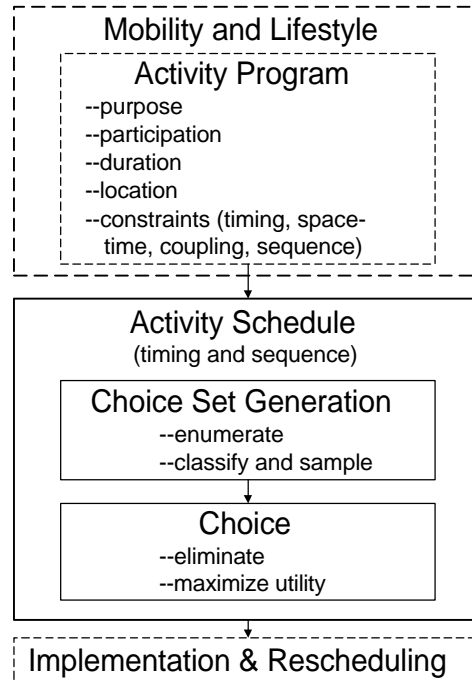 Mobility and Lifestyle
Activity Program
--purpose
--participation
--duration
--location
--constraints (timing, space-
time, coupling, sequence)
Activity Schedule
(timing and sequence)
Choice Set Generation
--enumerate
--classify and sample
Choice
--eliminate
--maximize utility
Implementation & Rescheduling